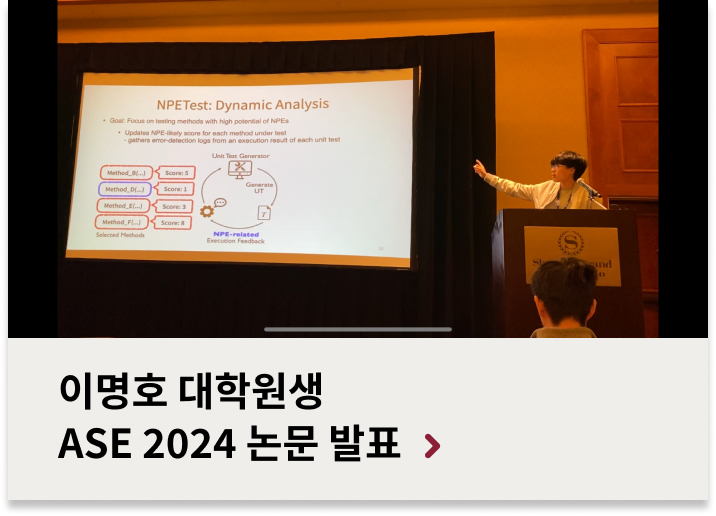 NPETest: Dynamic Analysis
• Goal: Focus on testing methods with high potential of NPEs
• Updates NPE-likely score for each method under test
- gathers error-detection logs from an execution result of each unit test
Unit Test Generator
Method_B(...) Score: 5
Method_D(...) Score: 1
Method_E(...) Score: 3
Method_F(...) Score: 8
Selected Methods
Generate
UT
T
NPE-related
Execution Feedback
S
이명호 대학원생
ASE 2024 논문 발표